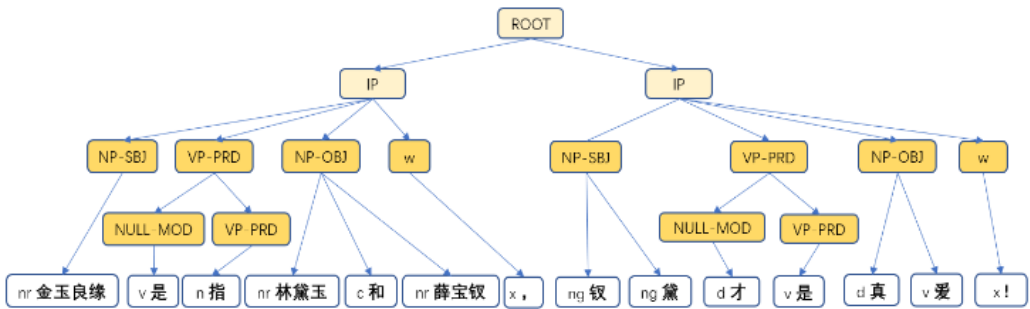 ROOT
IP IP
NP-SBJ VP-PRD NP-OBJ w NP-SBJ VP-PRD NP-OBJ w
NULL-MOD VP-PRD NULL-MOD VP-PRD
nr 金玉良缘 v 是 n 指 nr 林黛玉 c 和 nr 薛宝钗 x ， ng 钗 ng 黛 d 才 v 是 d 真 v 爱 x！